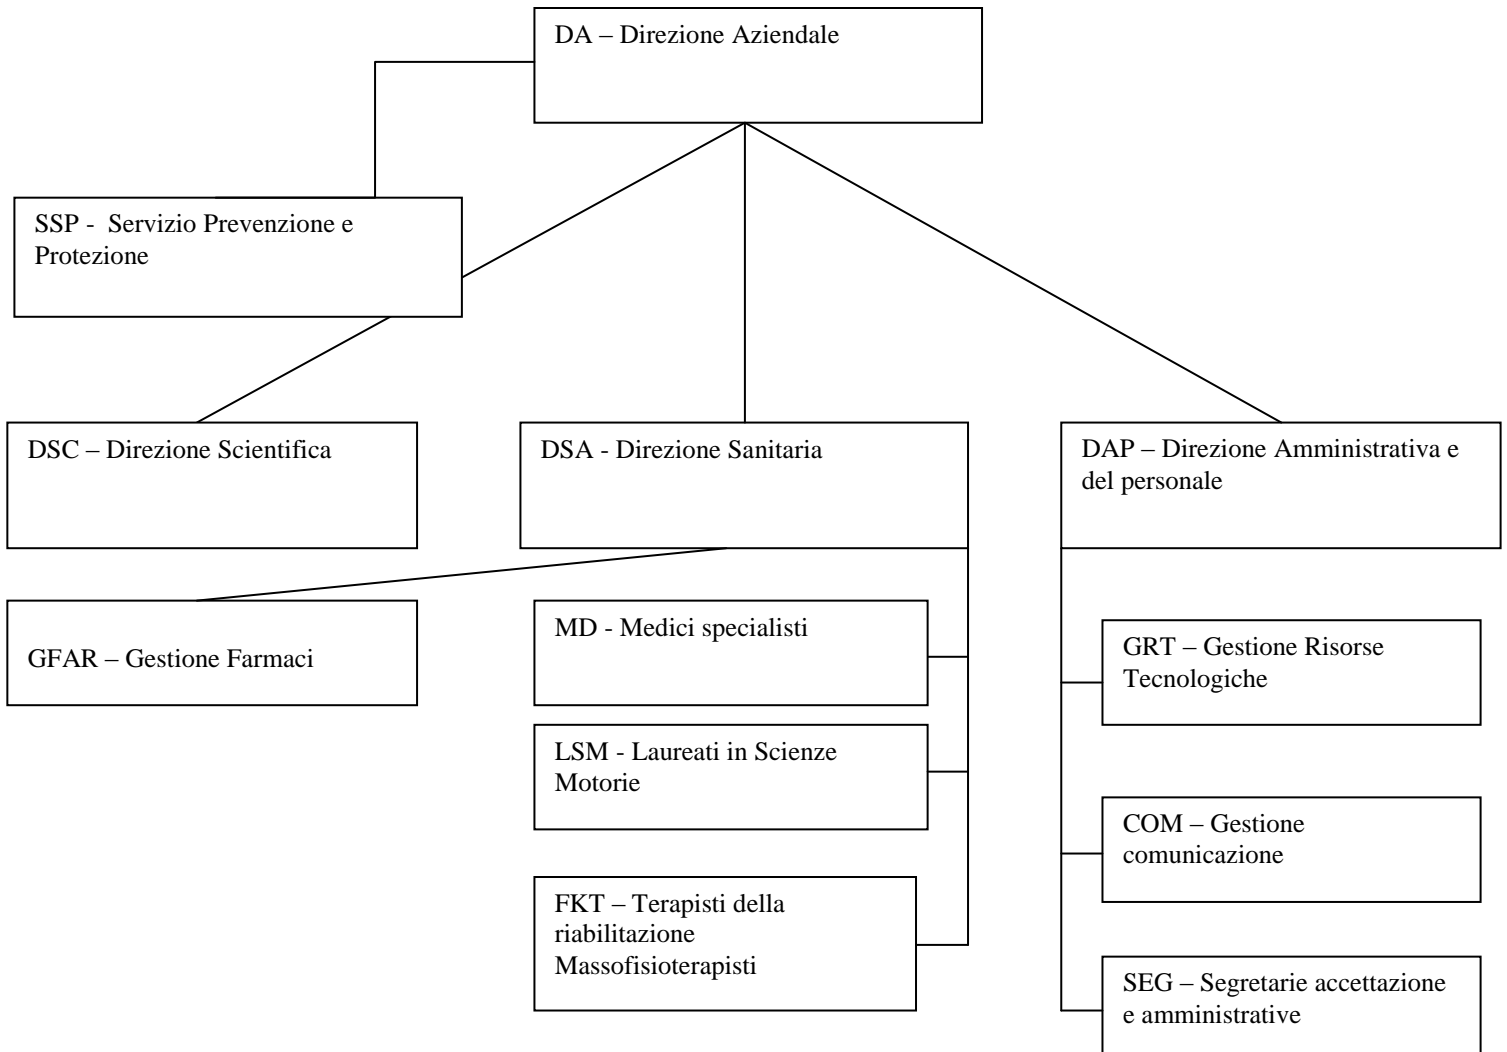 DA – Direzione Aziendale
SSP -  Servizio Prevenzione e
Protezione
DSC – Direzione Scientifica
DSA - Direzione Sanitaria
DAP – Direzione Amministrativa e
del personale
GFAR – Gestione Farmaci
MD - Medici specialisti
LSM - Laureati in Scienze
Motorie
FKT – Terapisti della
riabilitazione
Massofisioterapisti
GRT – Gestione Risorse
Tecnologiche
COM – Gestione
comunicazione
SEG – Segretarie accettazione
e amministrative